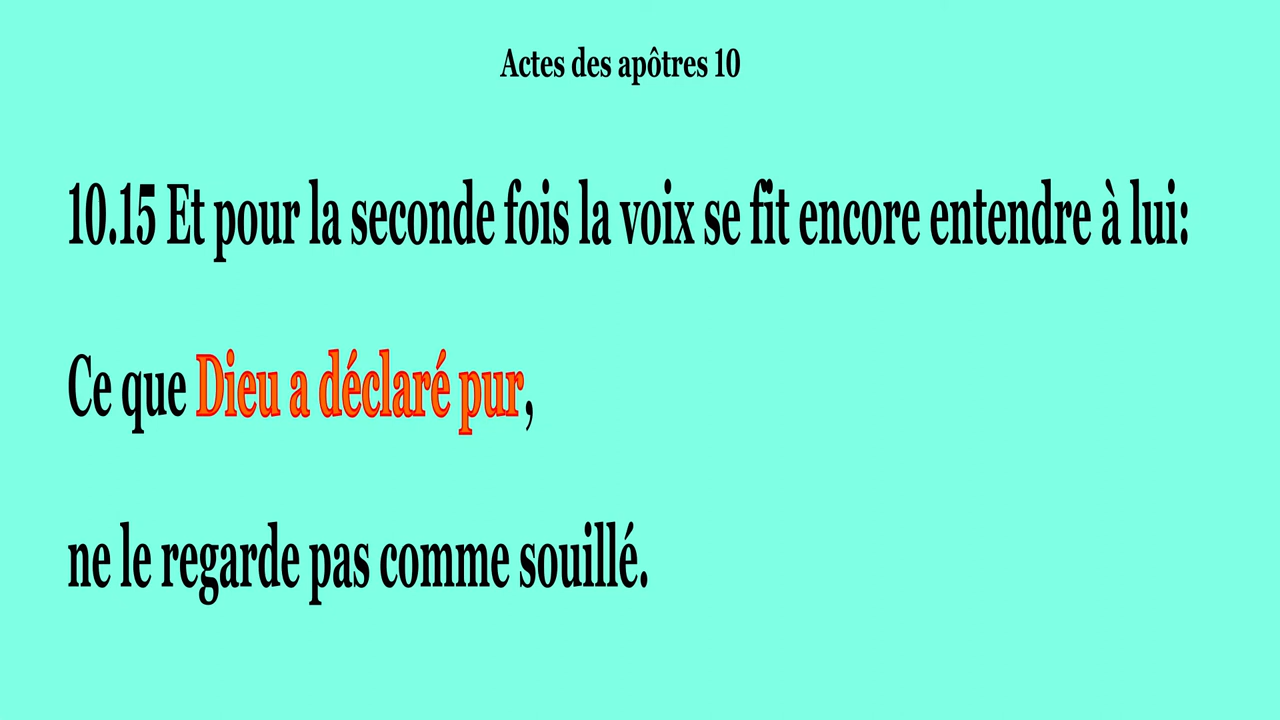 Actes des apôtres 10
10.15 Et pour la seconde fois la voix se fit encore entendre à lui:
Ce que Dieu a déclaré pur,
ne le regarde pas comme souillé.